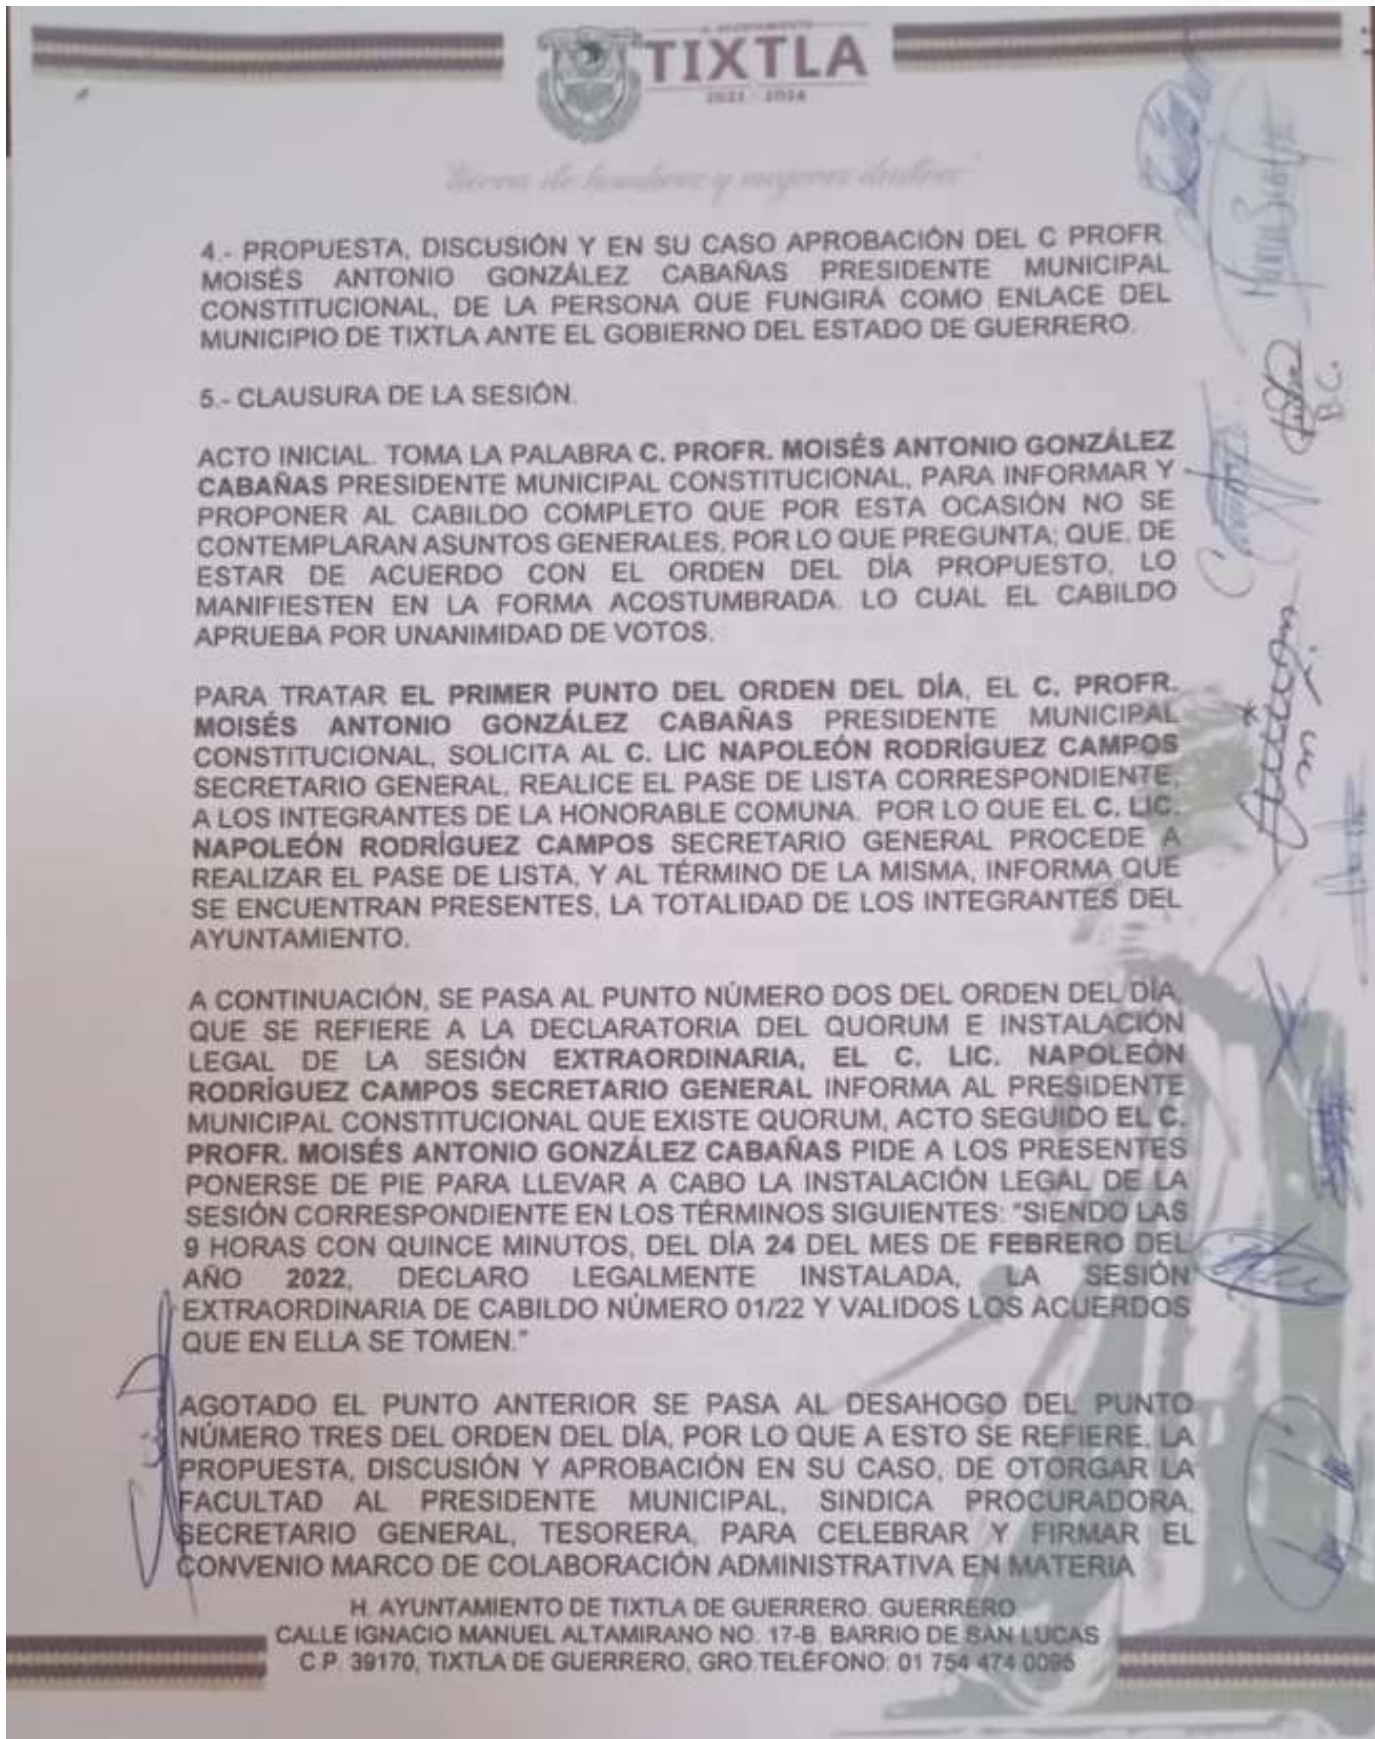 H. AYUNTAMIENTO
TIXTLA
2021 - 2024
"Tierra de hombres y mujeres ilustres"
4.- PROPUESTA, DISCUSIÓN Y EN SU CASO APROBACIÓN DEL C PROFR.
MOISÉS ANTONIO GONZÁLEZ CABAÑAS PRESIDENTE MUNICIPAL
CONSTITUCIONAL, DE LA PERSONA QUE FUNGIRÁ COMO ENLACE DEL
MUNICIPIO DE TIXTLA ANTE EL GOBIERNO DEL ESTADO DE GUERRERO.
5.- CLAUSURA DE LA SESIÓN.
ACTO INICIAL. TOMA LA PALABRA C. PROFR. MOISÉS ANTONIO GONZÁLEZ
CABAÑAS PRESIDENTE MUNICIPAL CONSTITUCIONAL, PARA INFORMAR Y
PROPONER AL CABILDO COMPLETO QUE POR ESTA OCASIÓN NO SE
CONTEMPLARAN ASUNTOS GENERALES, POR LO QUE PREGUNTA; QUE, DE
ESTAR DE ACUERDO CON EL ORDEN DEL DÍA PROPUESTO, LO
MANIFIESTEN EN LA FORMA ACOSTUMBRADA. LO CUAL EL CABILDO
APRUEBA POR UNANIMIDAD DE VOTOS.
PARA TRATAR EL PRIMER PUNTO DEL ORDEN DEL DÍA, EL C. PROFR.
MOISÉS ANTONIO GONZÁLEZ CABAÑAS PRESIDENTE MUNICIPAL
CONSTITUCIONAL, SOLICITA AL C. LIC NAPOLEÓN RODRÍGUEZ CAMPOS
SECRETARIO GENERAL, REALICE EL PASE DE LISTA CORRESPONDIENTE,
A LOS INTEGRANTES DE LA HONORABLE COMUNA. POR LO QUE EL C. LIC.
NAPOLEÓN RODRÍGUEZ CAMPOS SECRETARIO GENERAL PROCEDE A
REALIZAR EL PASE DE LISTA, Y AL TÉRMINO DE LA MISMA, INFORMA QUE
SE ENCUENTRAN PRESENTES, LA TOTALIDAD DE LOS INTEGRANTES DEL
AYUNTAMIENTO.
A CONTINUACIÓN, SE PASA AL PUNTO NÚMERO DOS DEL ORDEN DEL DÍA,
QUE SE REFIERE A LA DECLARATORIA DEL QUORUM E INSTALACIÓN
LEGAL DE LA SESIÓN EXTRAORDINARIA, EL C. LIC. NAPOLEÓN
RODRÍGUEZ CAMPOS SECRETARIO GENERAL INFORMA AL PRESIDENTE
MUNICIPAL CONSTITUCIONAL QUE EXISTE QUORUM, ACTO SEGUIDO EL C.
PROFR. MOISÉS ANTONIO GONZÁLEZ CABAÑAS PIDE A LOS PRESENTES
PONERSE DE PIE PARA LLEVAR A CABO LA INSTALACIÓN LEGAL DE LA
SESIÓN CORRESPONDIENTE EN LOS TÉRMINOS SIGUIENTES: "SIENDO LAS
9 HORAS CON QUINCE MINUTOS, DEL DÍA 24 DEL MES DE FEBRERO DEL
AÑO 2022, DECLARO LEGALMENTE INSTALADA, LA SESIÓN
EXTRAORDINARIA DE CABILDO NÚMERO 01/22 Y VALIDOS LOS ACUERDOS
QUE EN ELLA SE TOMEN."
AGOTADO EL PUNTO ANTERIOR SE PASA AL DESAHOGO DEL PUNTO
NÚMERO TRES DEL ORDEN DEL DÍA, POR LO QUE A ESTO SE REFIERE, LA
PROPUESTA, DISCUSIÓN Y APROBACIÓN EN SU CASO, DE OTORGAR LA
FACULTAD AL PRESIDENTE MUNICIPAL, SINDICA PROCURADORA,
SECRETARIO GENERAL, TESORERA, PARA CELEBRAR Y FIRMAR EL
CONVENIO MARCO DE COLABORACIÓN ADMINISTRATIVA EN MATERIA
H. AYUNTAMIENTO DE TIXTLA DE GUERRERO. GUERRERO.
CALLE IGNACIO MANUEL ALTAMIRANO NO. 17-B. BARRIO DE SAN LUCAS
C.P. 39170, TIXTLA DE GUERRERO, GRO.TELÉFONO: 01 754 474 0095
B.C.